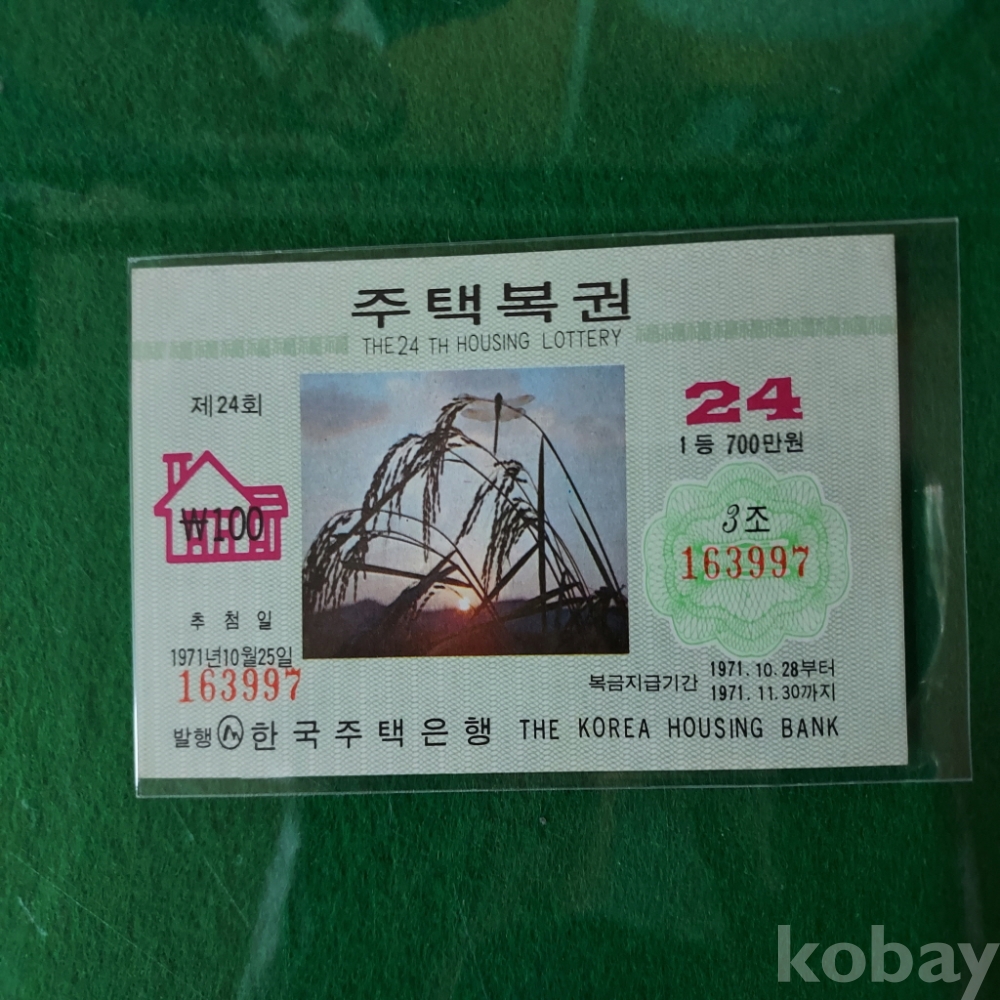 주택복권
THE 24 TH HOUSING LOTTERY
제24회
24
1등 700만원
₩100
3조
163997
추첨일
1971년10월25일
163997
복금지급기간 1971. 10. 28부터
1971. 11. 30까지
발행 한국주택은행 THE KOREA HOUSING BANK
kobay